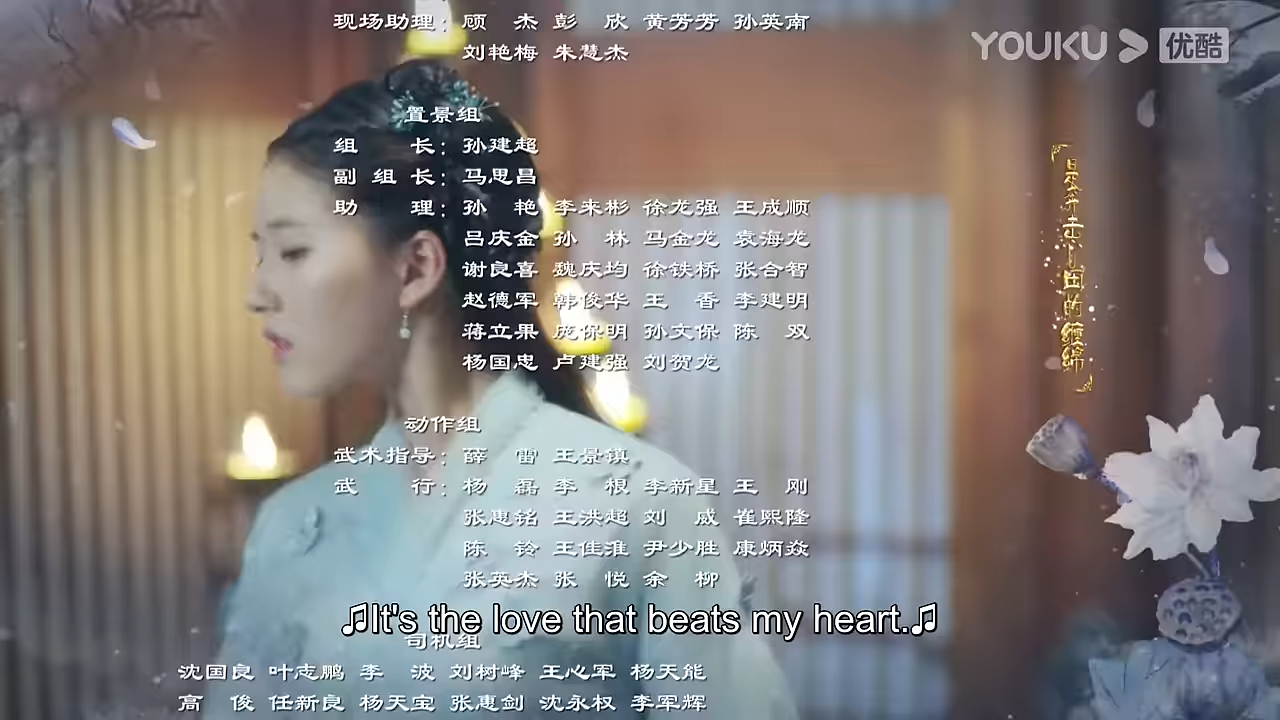 现场助理：顾 杰 彭 欣 黄芳芳 孙英南
刘艳梅 朱慧杰
YOUKU 优酷
置景组
组 长：孙建超
副 组 长：马思昌
助 理：孙 艳 李来彬 徐龙强 王成顺
吕庆金 孙 林 马金龙 袁海龙
谢良喜 魏庆均 徐铁桥 张合智
赵德军 韩俊华 王 香 李建明
蒋立果 庞保明 孙文保 陈 双
杨国忠 卢建强 刘贺龙
动作组
武术指导：薛 雷 王景镇
武 行：杨 磊 李 根 李新星 王 刚
张惠铭 王洪超 刘 威 崔熙隆
陈 铃 王佳淮 尹少胜 康炳焱
张英杰 张 悦 余 柳
♫It's the love that beats my heart.♫
司机组
沈国良 叶志鹏 李 波 刘树峰 王心军 杨天能
高 俊 任新良 杨天宝 张惠剑 沈永权 李军辉
的缠绵